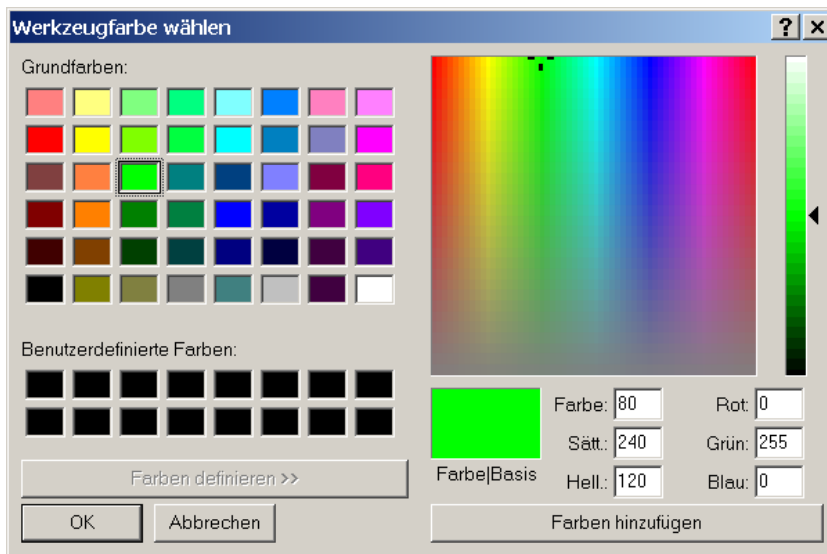 Werkzeugfarbe wählen
Grundfarben:
Benutzerdefinierte Farben:
Farben definieren >>
OK
Abbrechen
Farbe|Basis
Farbe: 80
Sätt.: 240
Hell.: 120
Rot: 0
Grün: 255
Blau: 0
Farben hinzufügen